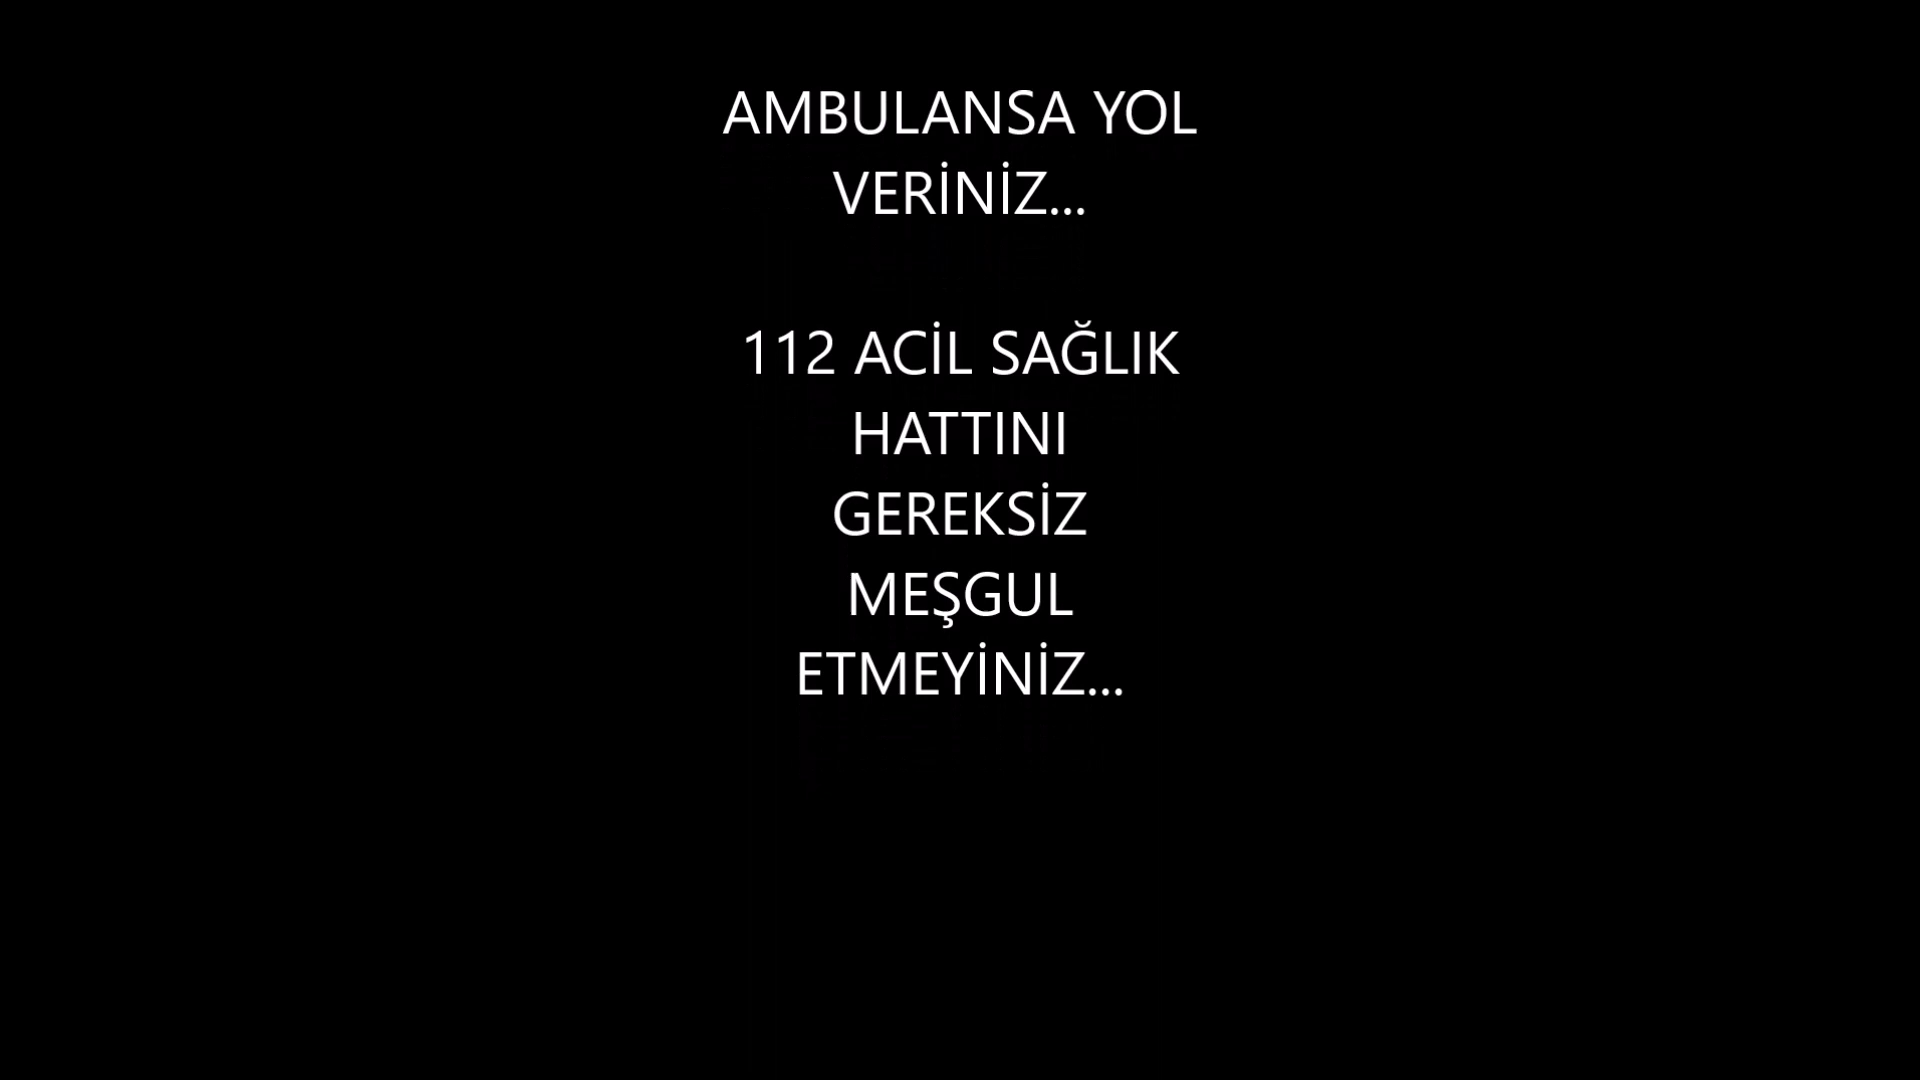 AMBULANSA YOL
VERİNİZ...
112 ACİL SAĞLIK
HATTINI
GEREKSİZ
MEŞGUL
ETMEYİNİZ...